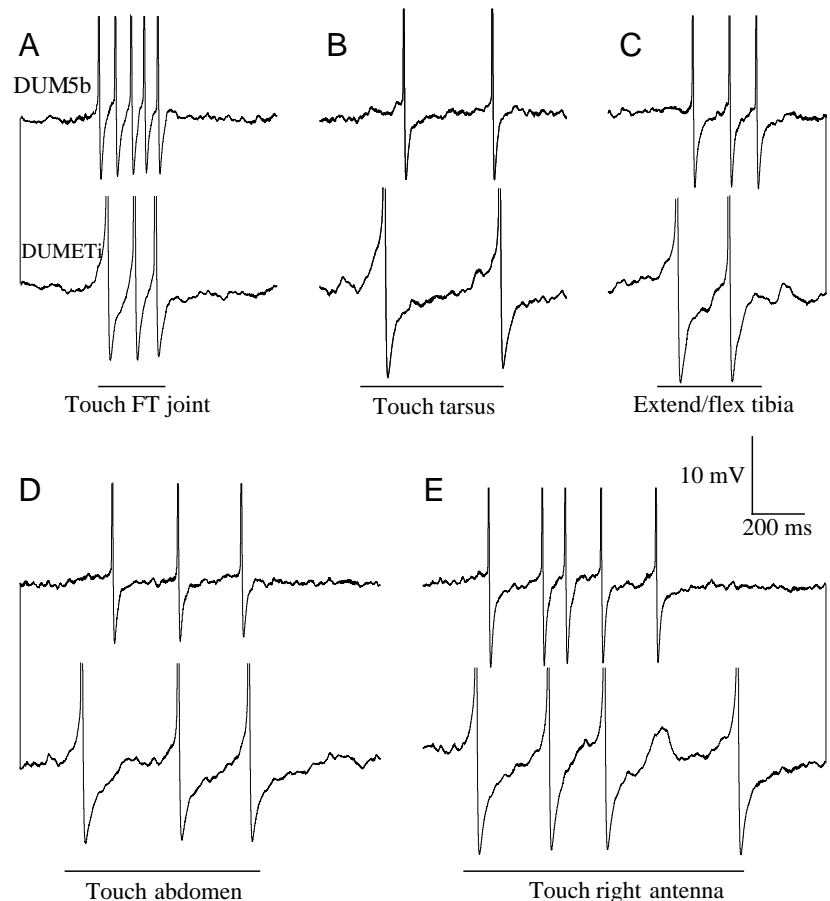 A
B
C
DUM5b
DUMETi
Touch FT joint
Touch tarsus
Extend/flex tibia
D
E
10 mV
200 ms
Touch abdomen
Touch right antenna